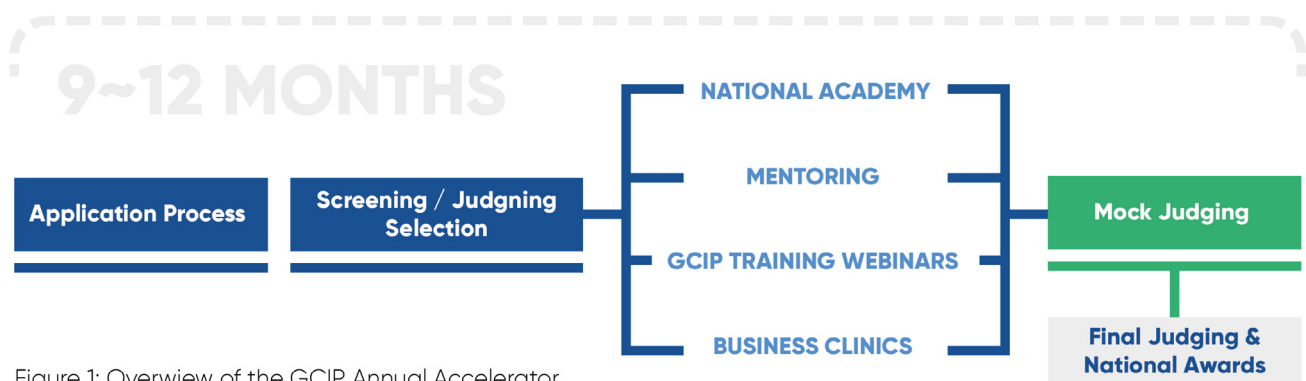 9~12 MONTHS
Application Process
Screening / Judgning
Selection
NATIONAL ACADEMY
MENTORING
GCIP TRAINING WEBINARS
BUSINESS CLINICS
Mock Judging
Final Judging &
National Awards
Figure 1: Overwiew of the GCIP Annual Accelerator